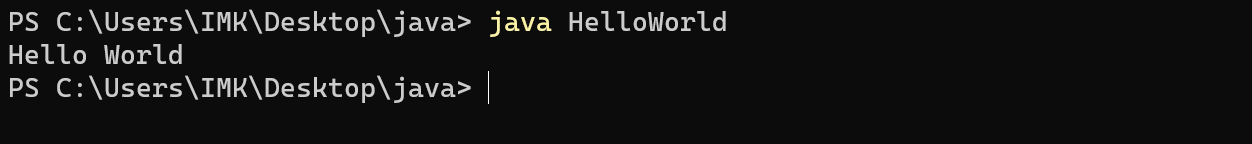 PS C:\Users\IMK\Desktop\java> java HelloWorld
Hello World
PS C:\Users\IMK\Desktop\java>